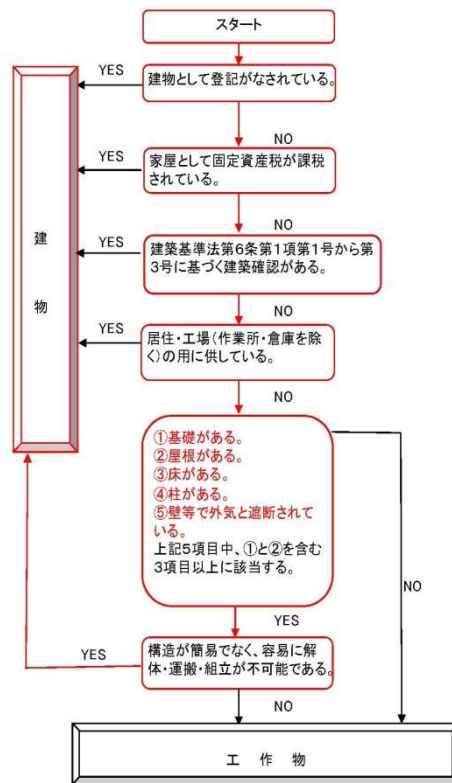 スタート
YES
建物として登記がなされている。
NO
YES
家屋として固定資産税が課税
されている。
NO
建
物
YES
建築基準法第6条第1項第1号から第
3号に基づく建築確認がある。
NO
YES
居住・工場(作業所・倉庫を除
く)の用に供している。
NO
①基礎がある。
②屋根がある。
③床がある。
④柱がある。
⑤壁等で外気と遮断されて
いる。
上記5項目中、①と②を含む
3項目以上に該当する。
NO
YES
YES
構造が簡易でなく、容易に解
体・運搬・組立が不可能である。
NO
工 作 物